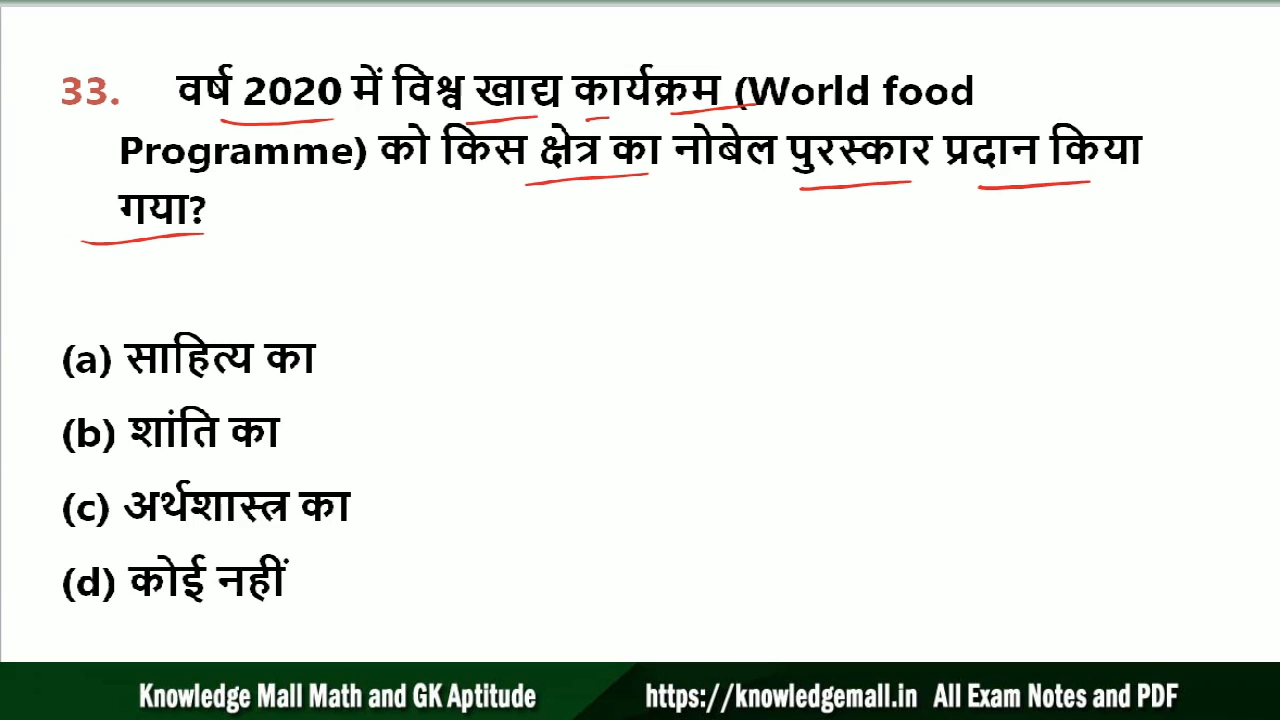 33. वर्ष 2020 में विश्व खाद्य कार्यक्रम (World food
Programme) को किस क्षेत्र का नोबेल पुरस्कार प्रदान किया
गया?
(a) साहित्य का
(b) शांति का
(c) अर्थशास्त्र का
(d) कोई नहीं
Knowledge Mall Math and GK Aptitude https://knowledgemall.in All Exam Notes and PDF